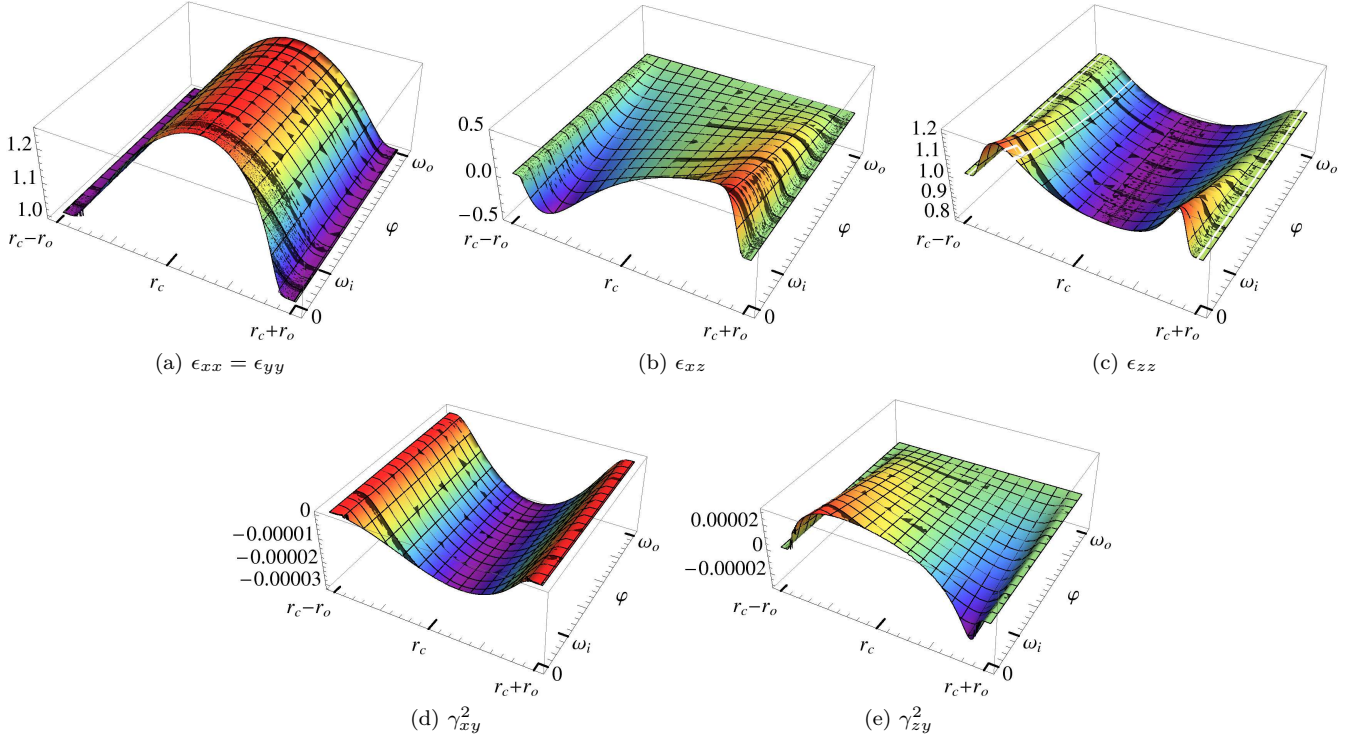 1.2
1.1
1.0
r_c−r_o
r_c
r_c+r_o
0
ω_i
φ
ω_o
(a) ϵ_xx = ϵ_yy
0.5
0.0
−0.5
r_c−r_o
r_c
r_c+r_o
0
ω_i
φ
ω_o
(b) ϵ_xz
1.2
1.1
1.0
0.9
0.8
r_c−r_o
r_c
r_c+r_o
0
ω_i
φ
ω_o
(c) ϵ_zz
0
−0.00001
−0.00002
−0.00003
r_c−r_o
r_c
r_c+r_o
0
ω_i
φ
ω_o
(d) γ²_xy
0.00002
0
−0.00002
r_c−r_o
r_c
r_c+r_o
0
ω_i
φ
ω_o
(e) γ²_zy